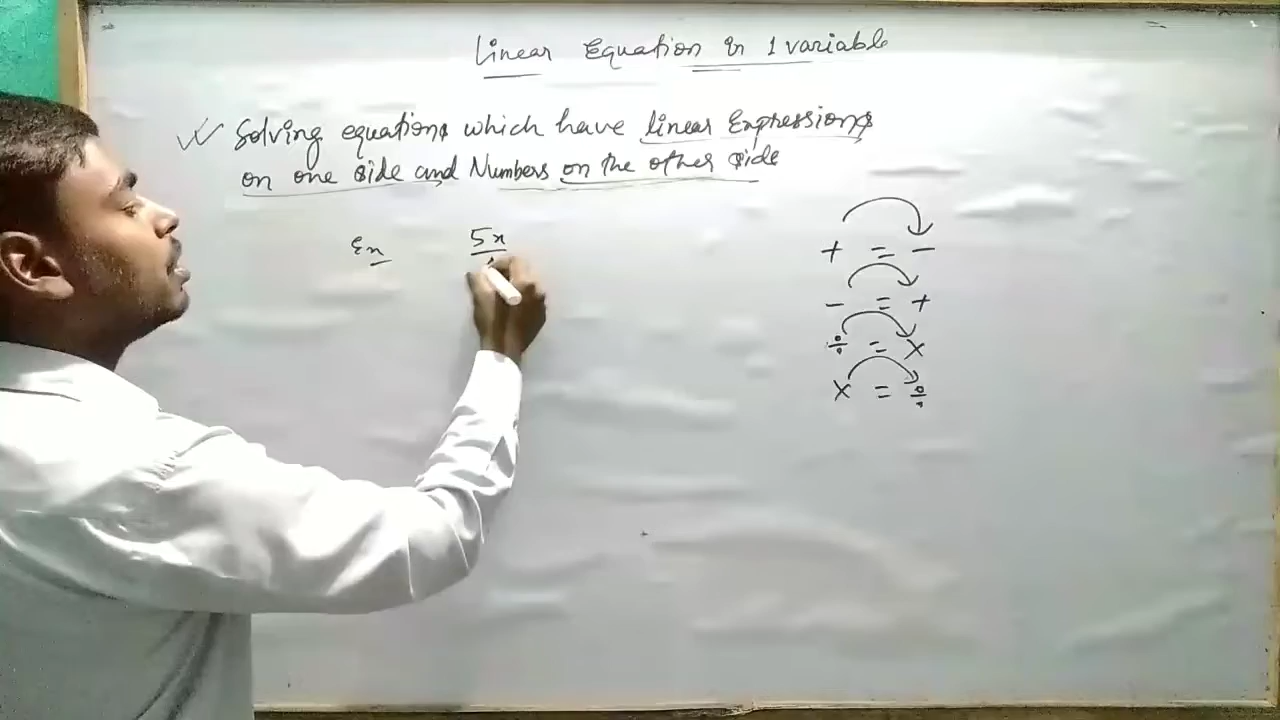 Linear Equation in 1 variable
Solving equations which have linear Expressions
on one side and Numbers on the other side
Ex 5x
+ = -
- = +
÷ = ×
× = ÷